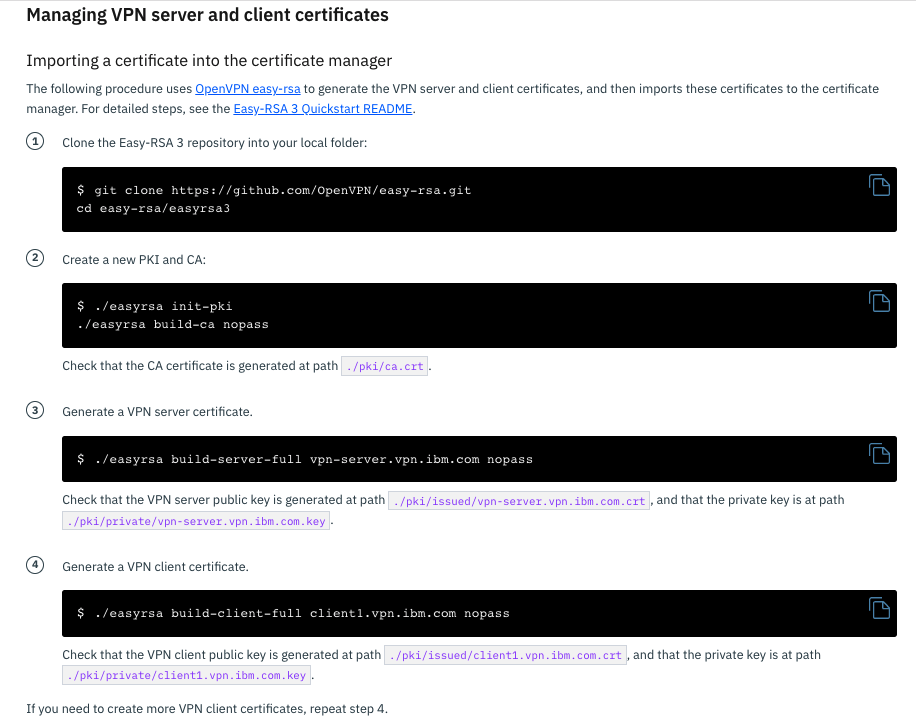 Managing VPN server and client certificates
Importing a certificate into the certificate manager
The following procedure uses OpenVPN easy-rsa to generate the VPN server and client certificates, and then imports these certificates to the certificate
manager. For detailed steps, see the Easy-RSA 3 Quickstart README.
1 Clone the Easy-RSA 3 repository into your local folder:
$ git clone https://github.com/OpenVPN/easy-rsa.git
cd easy-rsa/easyrsa3
2 Create a new PKI and CA:
$ ./easyrsa init-pki
./easyrsa build-ca nopass
Check that the CA certificate is generated at path ./pki/ca.crt.
3 Generate a VPN server certificate.
$ ./easyrsa build-server-full vpn-server.vpn.ibm.com nopass
Check that the VPN server public key is generated at path ./pki/issued/vpn-server.vpn.ibm.com.crt, and that the private key is at path
./pki/private/vpn-server.vpn.ibm.com.key.
4 Generate a VPN client certificate.
$ ./easyrsa build-client-full client1.vpn.ibm.com nopass
Check that the VPN client public key is generated at path ./pki/issued/client1.vpn.ibm.com.crt, and that the private key is at path
./pki/private/client1.vpn.ibm.com.key.
If you need to create more VPN client certificates, repeat step 4.